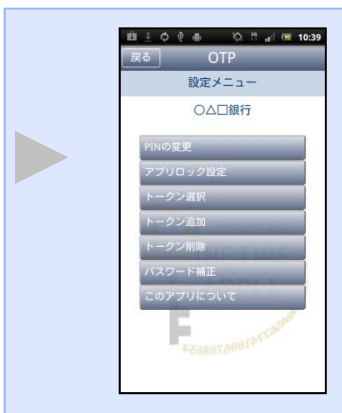 10:39
戻る
OTP
設定メニュー
○△□銀行
PINの変更
アプリロック設定
トークン選択
トークン追加
トークン削除
パスワード補正
このアプリについて